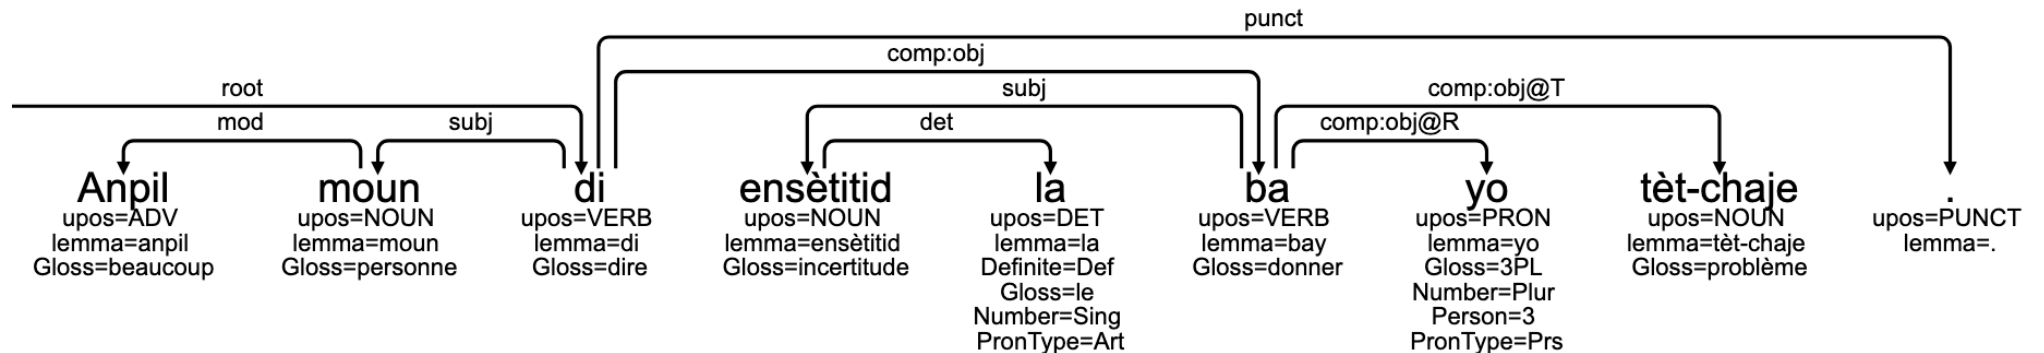 punct
comp:obj
root subj comp:obj@T
mod subj det comp:obj@R
Anpil moun di ensètitid la ba yo tèt-chaje .
upos=ADV upos=NOUN upos=VERB upos=NOUN upos=DET upos=VERB upos=PRON upos=NOUN upos=PUNCT
lemma=anpil lemma=moun lemma=di lemma=ensètitid lemma=la lemma=bay lemma=yo lemma=tèt-chaje lemma=.
Gloss=beaucoup Gloss=personne Gloss=dire Gloss=incertitude Definite=Def Gloss=donner Gloss=3PL Gloss=problème
Gloss=le Number=Plur
Number=Sing Person=3
PronType=Art PronType=Prs